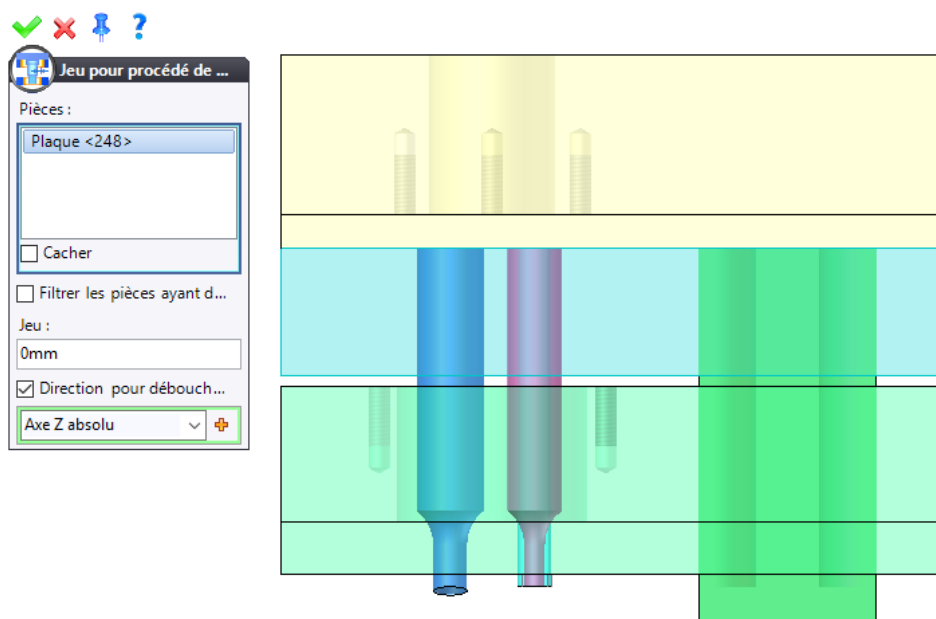 ?
Jeu pour procédé de ...
Pièces :
Plaque <248>
Cacher
Filtrer les pièces ayant d...
Jeu :
0mm
Direction pour débouch...
Axe Z absolu